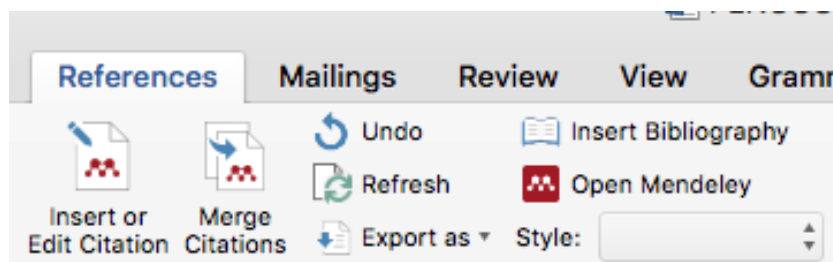 References Mailings Review View Gramm
Undo Insert Bibliography
Refresh Open Mendeley
Insert or Edit Citation
Merge Citations
Export as Style: